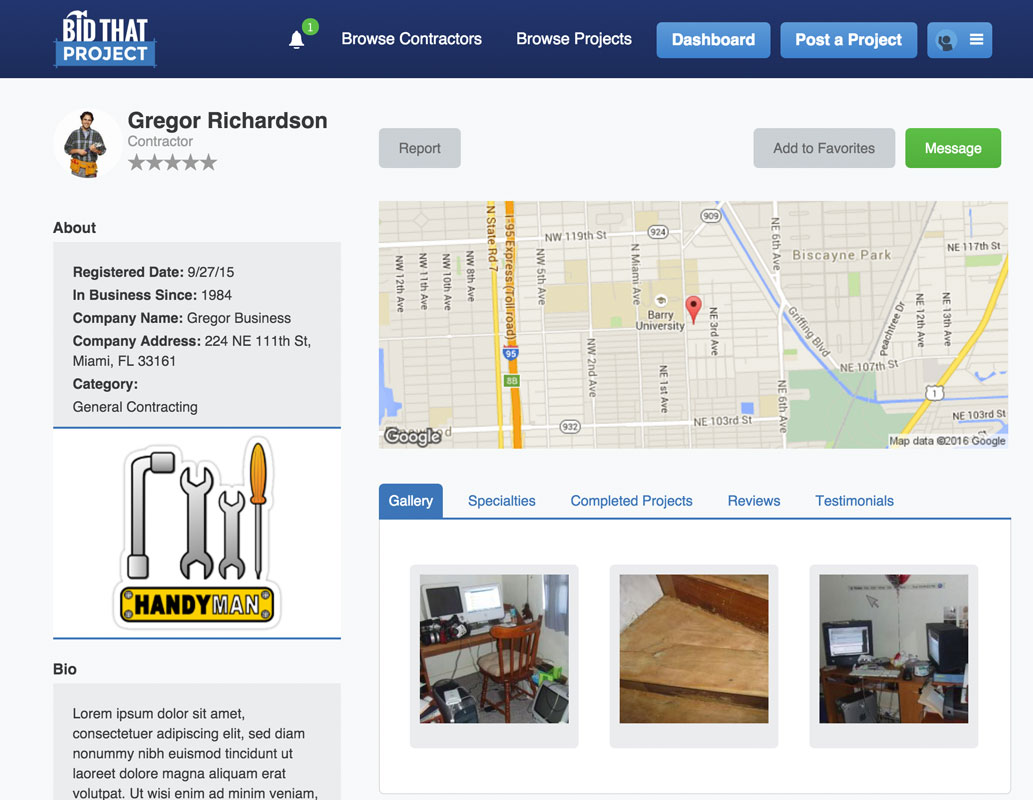 BID THAT
PROJECT
1
Browse Contractors
Browse Projects
Dashboard
Post a Project
Gregor Richardson
Contractor
Report
Add to Favorites
Message
About
Registered Date: 9/27/15
In Business Since: 1984
Company Name: Gregor Business
Company Address: 224 NE 111th St,
Miami, FL 33161
Category:
General Contracting
HANDYMAN
Bio
Lorem ipsum dolor sit amet,
consectetuer adipiscing elit, sed diam
nonummy nibh euismod tincidunt ut
laoreet dolore magna aliquam erat
volutpat. Ut wisi enim ad minim veniam,
N State Rd 7
I-95 Express (Toll road)
NW 119th St
924
909
NE 6th Ave
NE 117th St
Biscayne Park
NW 12th Ave
NW 11th Ave
NW 10th Ave
NW 8th Ave
NW 5th Ave
N Miami Ave
Barry
University
NE 3rd Ave
Griffing Blvd
Peachtree Dr
NE 12th Ave
NE 13th Ave
95
8B
NW 2nd Ave
NE 1st Ave
NE 6th Ave
NE 107th St
1
932
NE 103rd St
NE 103rd St
Google
Map data ©2016 Google
Gallery
Specialties
Completed Projects
Reviews
Testimonials